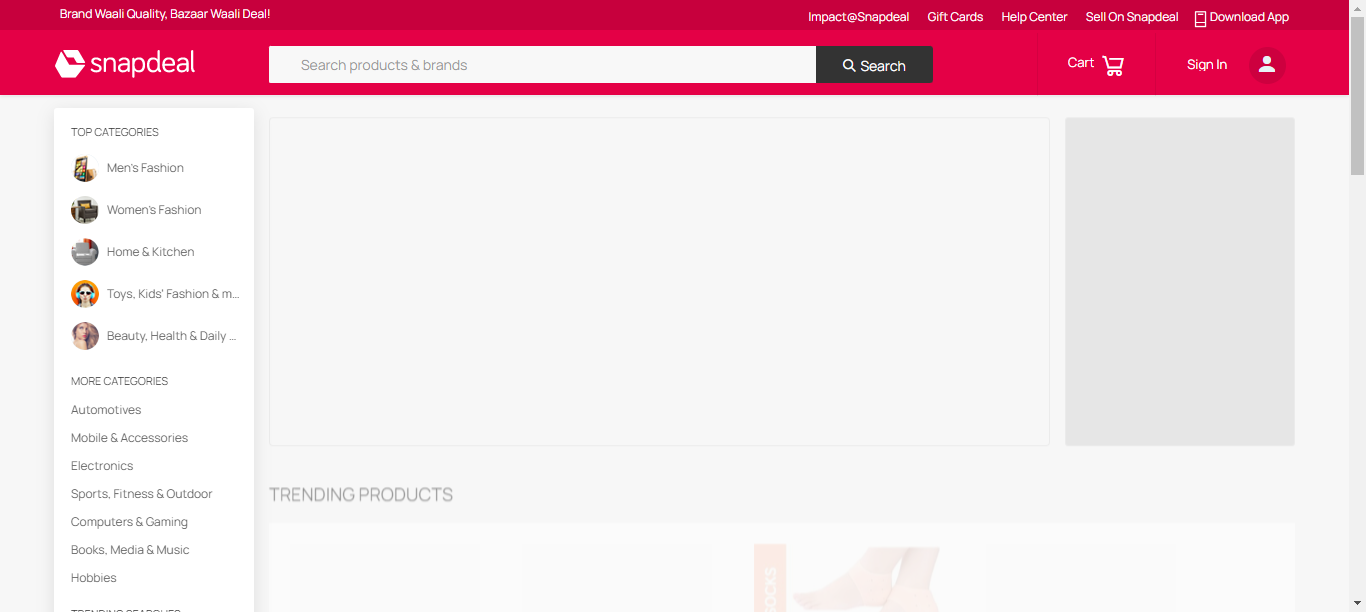 Brand Waali Quality, Bazaar Waali Deal!
Impact@Snapdeal Gift Cards Help Center Sell On Snapdeal Download App
snapdeal
Search products & brands
Search
Cart
Sign In
TOP CATEGORIES
Men's Fashion
Women's Fashion
Home & Kitchen
Toys, Kids' Fashion & m...
Beauty, Health & Daily ...
MORE CATEGORIES
Automotives
Mobile & Accessories
Electronics
Sports, Fitness & Outdoor
Computers & Gaming
Books, Media & Music
Hobbies
TRENDING SEARCHES
TRENDING PRODUCTS
SOCKS